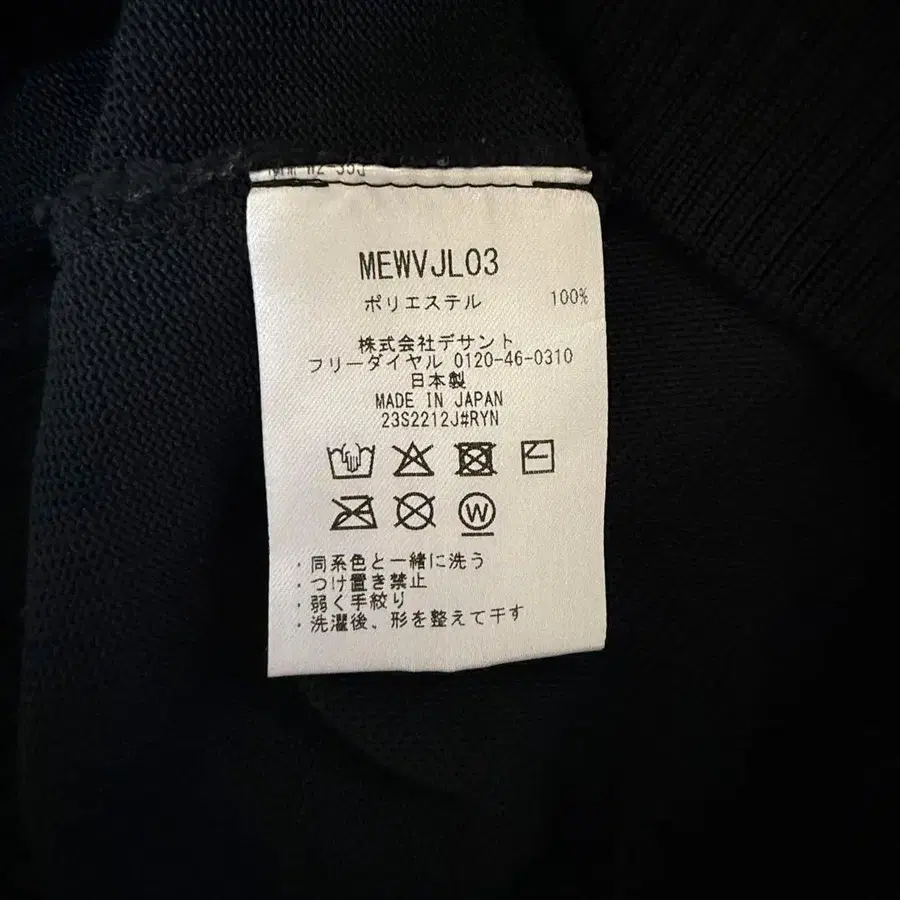 MEWVJL03
ポリエステル 100%
株式会社デサント
フリーダイヤル 0120-46-0310
日本製
MADE IN JAPAN
23S2212J#RYN
W
・同系色と一緒に洗う
・つけ置き禁止
・弱く手絞り
・洗濯後、形を整えて干す